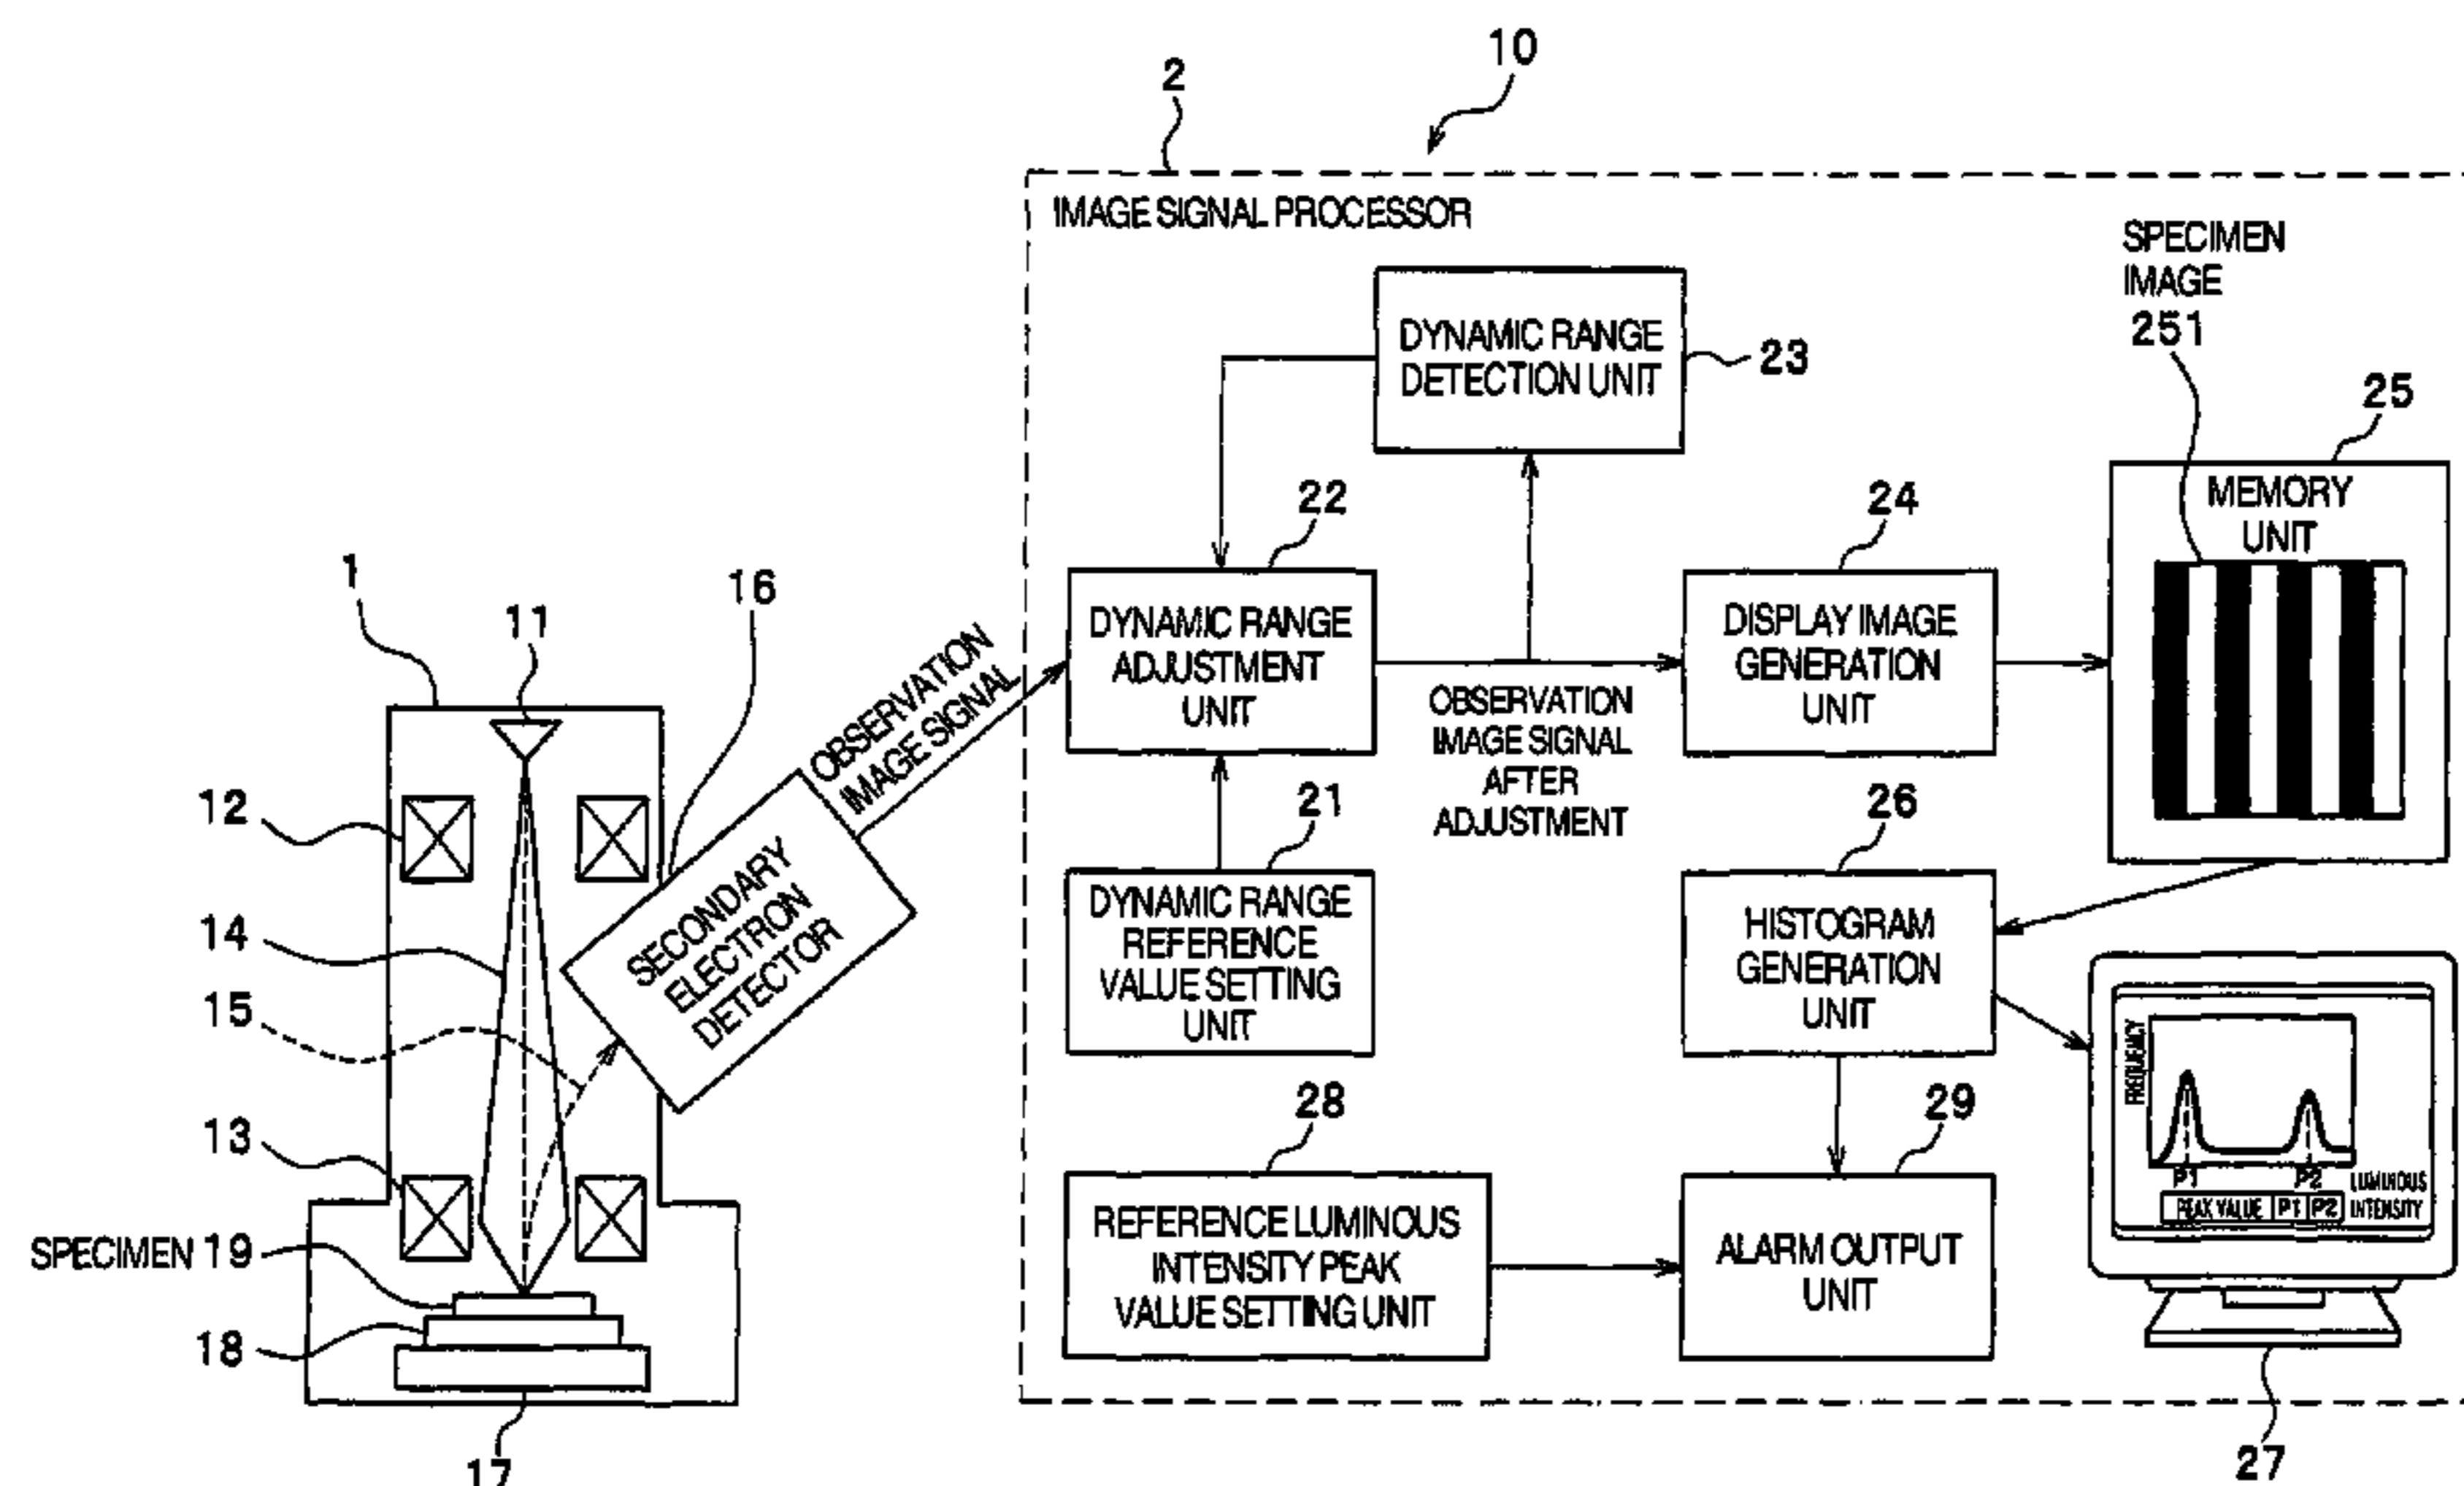 10
2
IMAGE SIGNAL PROCESSOR
SPECIMEN
IMAGE
251
DYNAMIC RANGE
DETECTION UNIT
23
25
MEMORY
UNIT
22
DYNAMIC RANGE
ADJUSTMENT
UNIT
24
DISPLAY IMAGE
GENERATION
UNIT
OBSERVATION
IMAGE SIGNAL
AFTER
ADJUSTMENT
1
11
16
OBSERVATION
IMAGE SIGNAL
12
SECONDARY
ELECTRON
DETECTOR
14
15
13
SPECIMEN 19
18
17
21
DYNAMIC RANGE
REFERENCE
VALUE SETTING
UNIT
26
HISTOGRAM
GENERATION
UNIT
28
REFERENCE LUMINOUS
INTENSITY PEAK
VALUE SETTING UNIT
29
ALARM OUTPUT
UNIT
FREQUENCY
P1
P2
LUMINOUS
INTENSITY
PEAK VALUE P1 P2
27